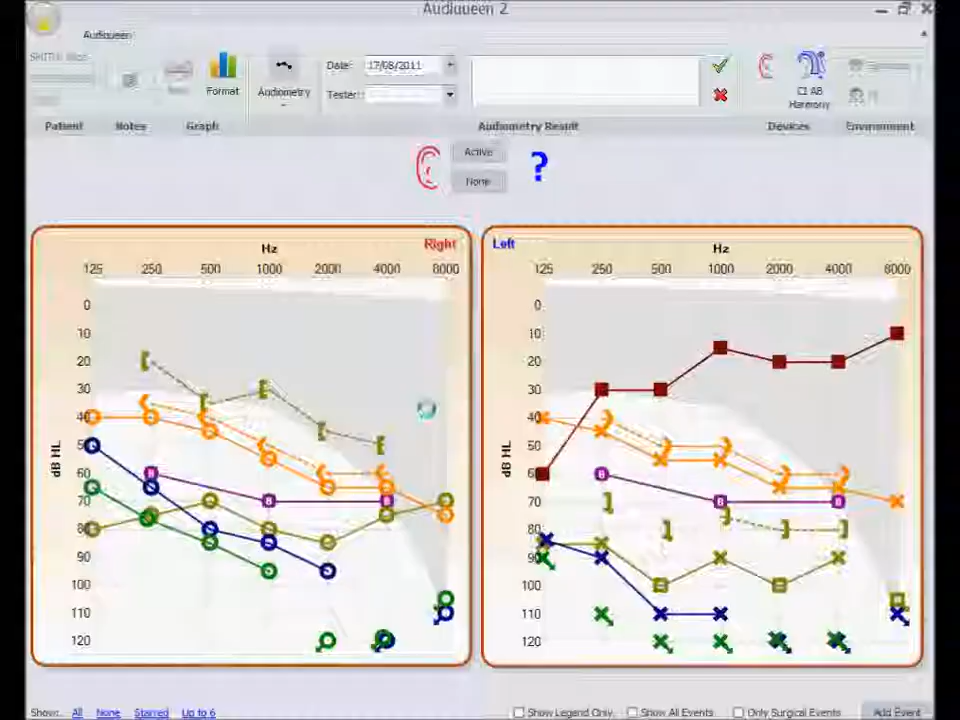 Audiqueen 2
Audiqueen
Format
Audiometry
Date: 17/08/2011
Tester:
C1 AB
Harmony
Patient Notes Graph Audiometry Result Devices Environment
Active
None
?
Hz Right
125 250 500 1000 2000 4000 8000
0
10
20
30
40
50
60
70
80
90
100
110
120
dB HL
B B B
Left Hz
125 250 500 1000 2000 4000 8000
0
10
20
30
40
50
60
70
80
90
100
110
120
dB HL
B B B
Show: All None Starred Up to 6 Show Legend Only Show All Events Only Surgical Events Add Event